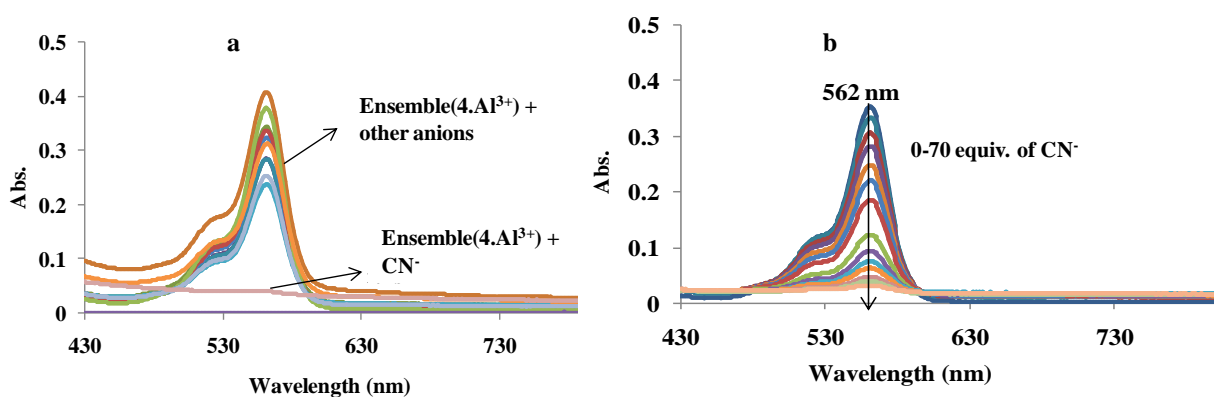 a
0.5
0.4
0.3
0.2
0.1
0
Abs.
430
530
630
730
Wavelength (nm)
Ensemble(4.Al³⁺) +
other anions
Ensemble(4.Al³⁺) +
CN⁻
b
0.5
0.4
0.3
0.2
0.1
0
Abs.
430
530
630
730
Wavelength (nm)
562 nm
0-70 equiv. of CN⁻